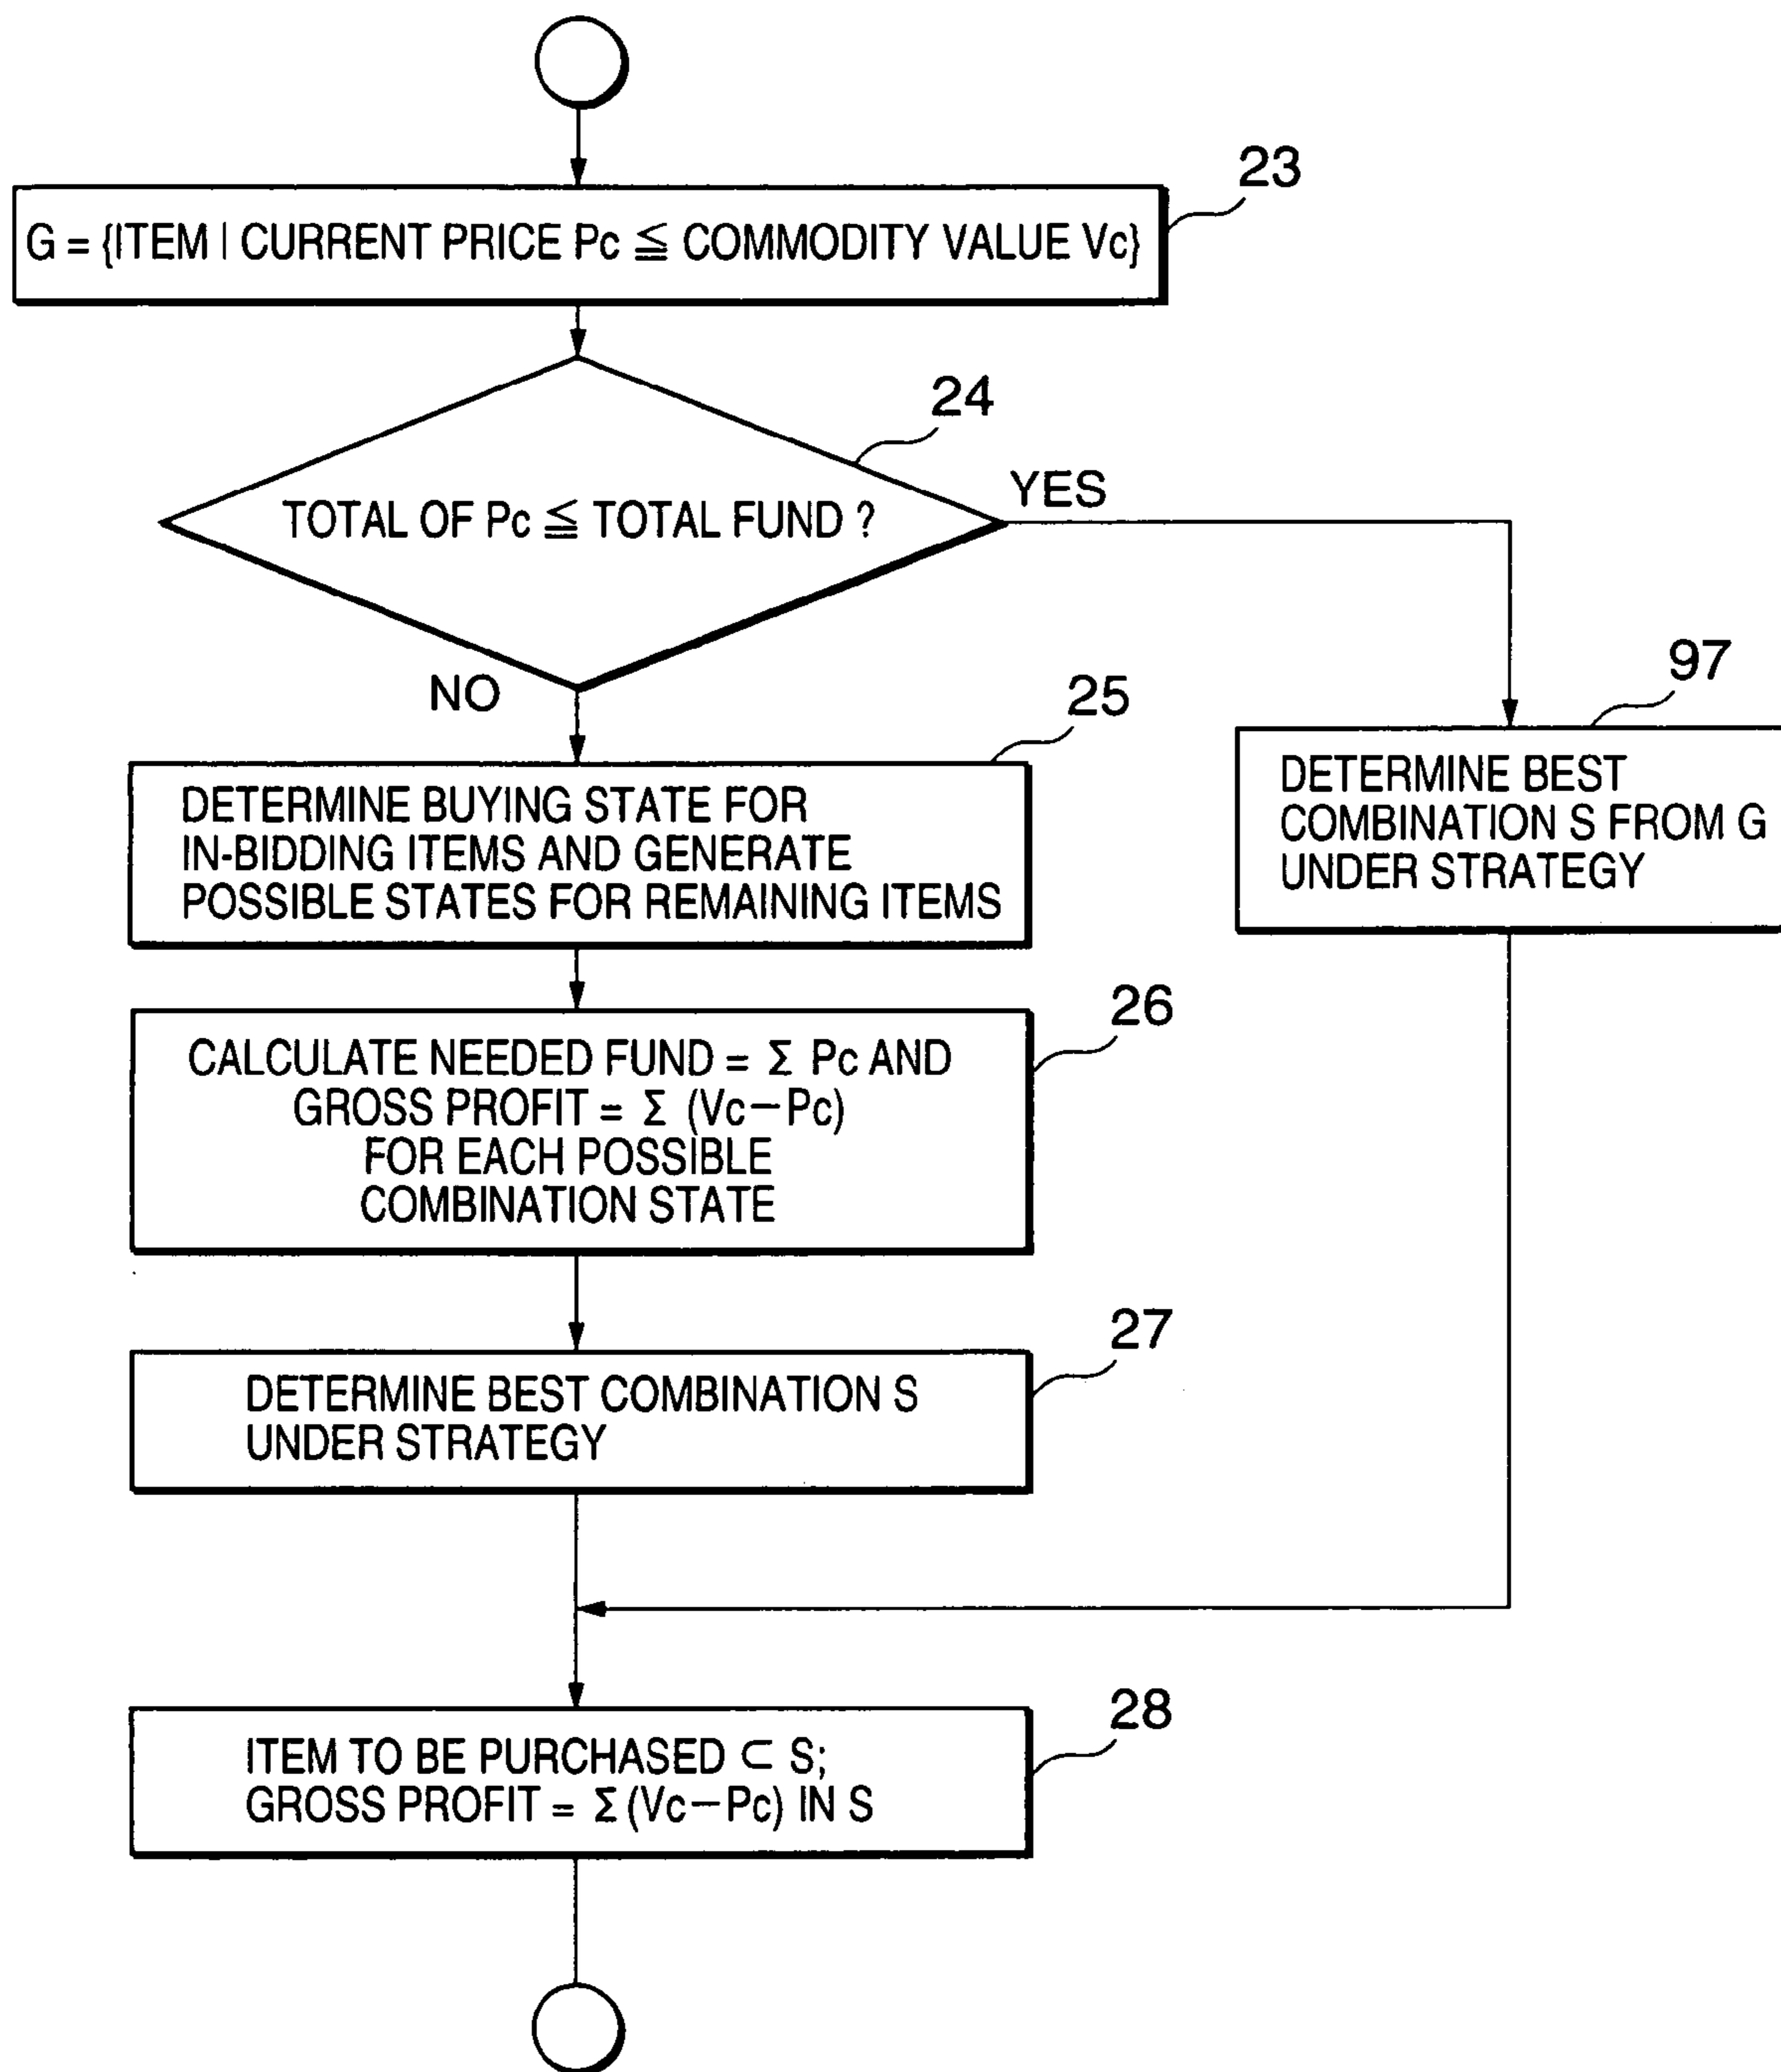 23
G = {ITEM | CURRENT PRICE Pc ≦ COMMODITY VALUE Vc}
24
TOTAL OF Pc ≦ TOTAL FUND ?
YES
NO
25
DETERMINE BUYING STATE FOR
IN-BIDDING ITEMS AND GENERATE
POSSIBLE STATES FOR REMAINING ITEMS
97
DETERMINE BEST
COMBINATION S FROM G
UNDER STRATEGY
26
CALCULATE NEEDED FUND = Σ Pc AND
GROSS PROFIT = Σ (Vc−Pc)
FOR EACH POSSIBLE
COMBINATION STATE
27
DETERMINE BEST COMBINATION S
UNDER STRATEGY
28
ITEM TO BE PURCHASED ⊂ S;
GROSS PROFIT = Σ(Vc−Pc) IN S